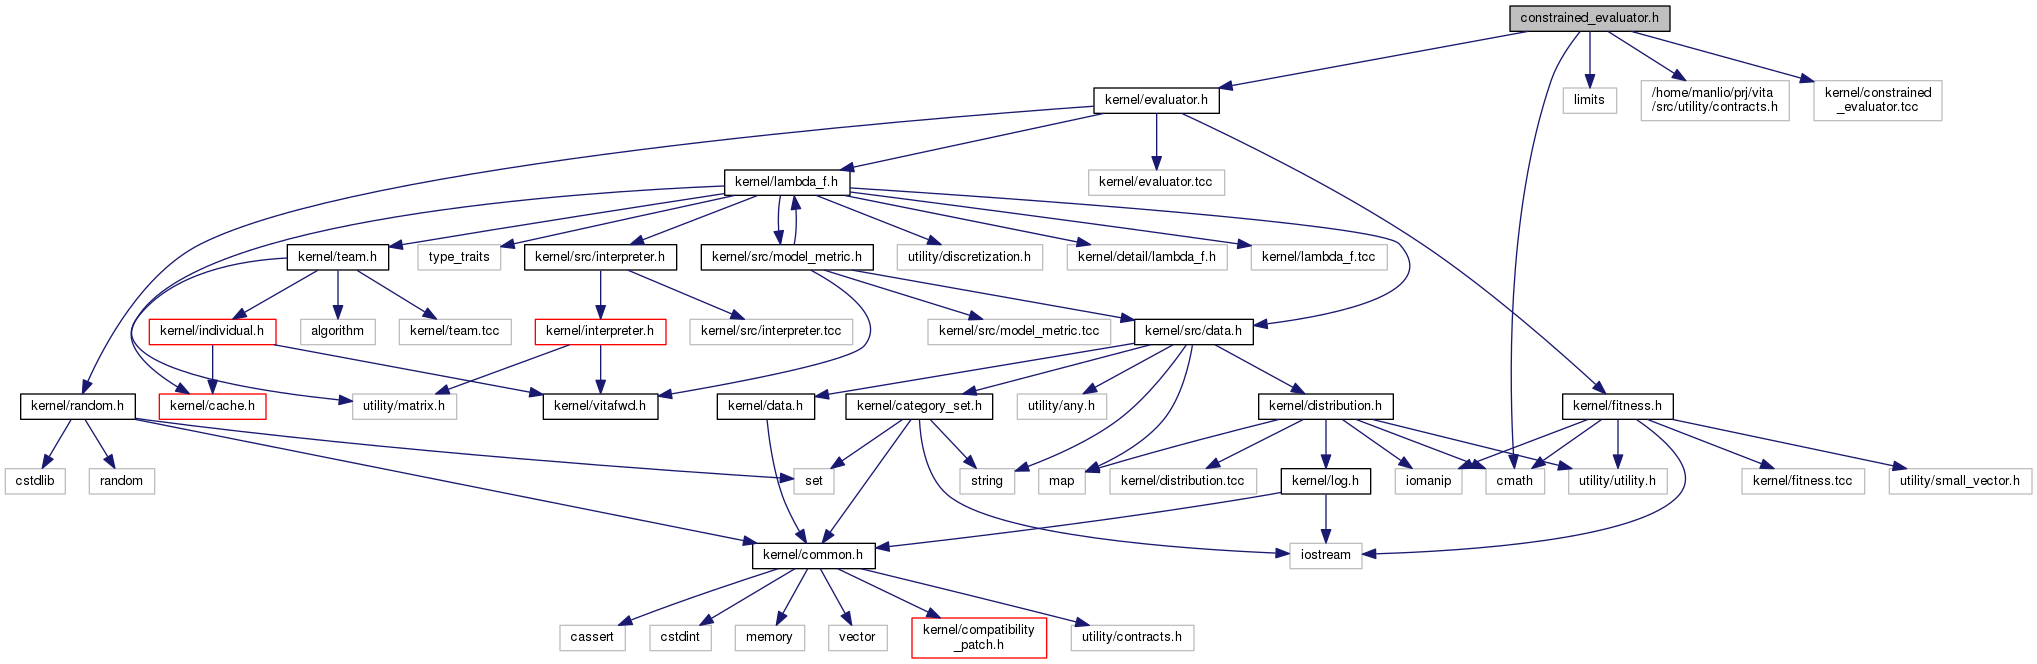 constrained_evaluator.h
kernel/evaluator.h
limits
/home/manlio/prj/vita
/src/utility/contracts.h
kernel/constrained
_evaluator.tcc
kernel/lambda_f.h
kernel/evaluator.tcc
kernel/team.h
type_traits
kernel/src/interpreter.h
kernel/src/model_metric.h
utility/discretization.h
kernel/detail/lambda_f.h
kernel/lambda_f.tcc
kernel/individual.h
algorithm
kernel/team.tcc
kernel/interpreter.h
kernel/src/interpreter.tcc
kernel/src/model_metric.tcc
kernel/src/data.h
kernel/random.h
kernel/cache.h
utility/matrix.h
kernel/vitafwd.h
kernel/data.h
kernel/category_set.h
utility/any.h
kernel/distribution.h
kernel/fitness.h
cstdlib
random
set
string
map
kernel/distribution.tcc
kernel/log.h
iomanip
cmath
utility/utility.h
kernel/fitness.tcc
utility/small_vector.h
kernel/common.h
iostream
cassert
cstdint
memory
vector
kernel/compatibility
_patch.h
utility/contracts.h